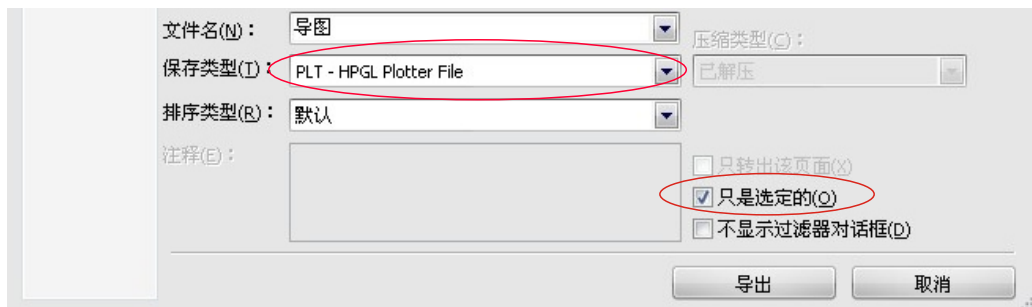 文件名(N)： 导图
压缩类型(C)：
保存类型(T)： PLT - HPGL Plotter File 已解压
排序类型(R)： 默认
注释(E)：
只转出该页面(X)
只是选定的(O)
不显示过滤器对话框(D)
导出 取消